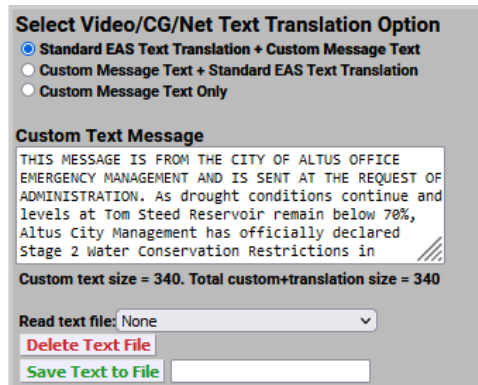 Select Video/CG/Net Text Translation Option
Standard EAS Text Translation + Custom Message Text
Custom Message Text + Standard EAS Text Translation
Custom Message Text Only
Custom Text Message
THIS MESSAGE IS FROM THE CITY OF ALTUS OFFICE
EMERGENCY MANAGEMENT AND IS SENT AT THE REQUEST OF
ADMINISTRATION. As drought conditions continue and
levels at Tom Steed Reservoir remain below 70%,
Altus City Management has officially declared
Stage 2 Water Conservation Restrictions in
Custom text size = 340. Total custom+translation size = 340
Read text file: None
Delete Text File
Save Text to File